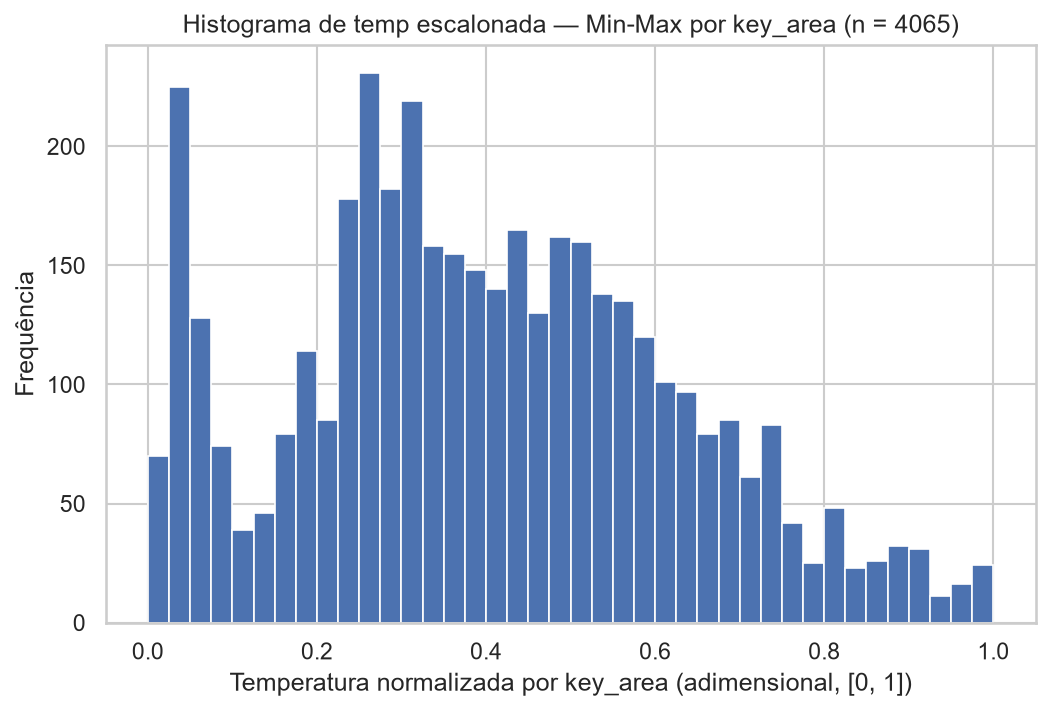 Histograma de temp escalonada — Min-Max por key_area (n = 4065)
Frequência
200
150
100
50
0
0.0 0.2 0.4 0.6 0.8 1.0
Temperatura normalizada por key_area (adimensional, [0, 1])